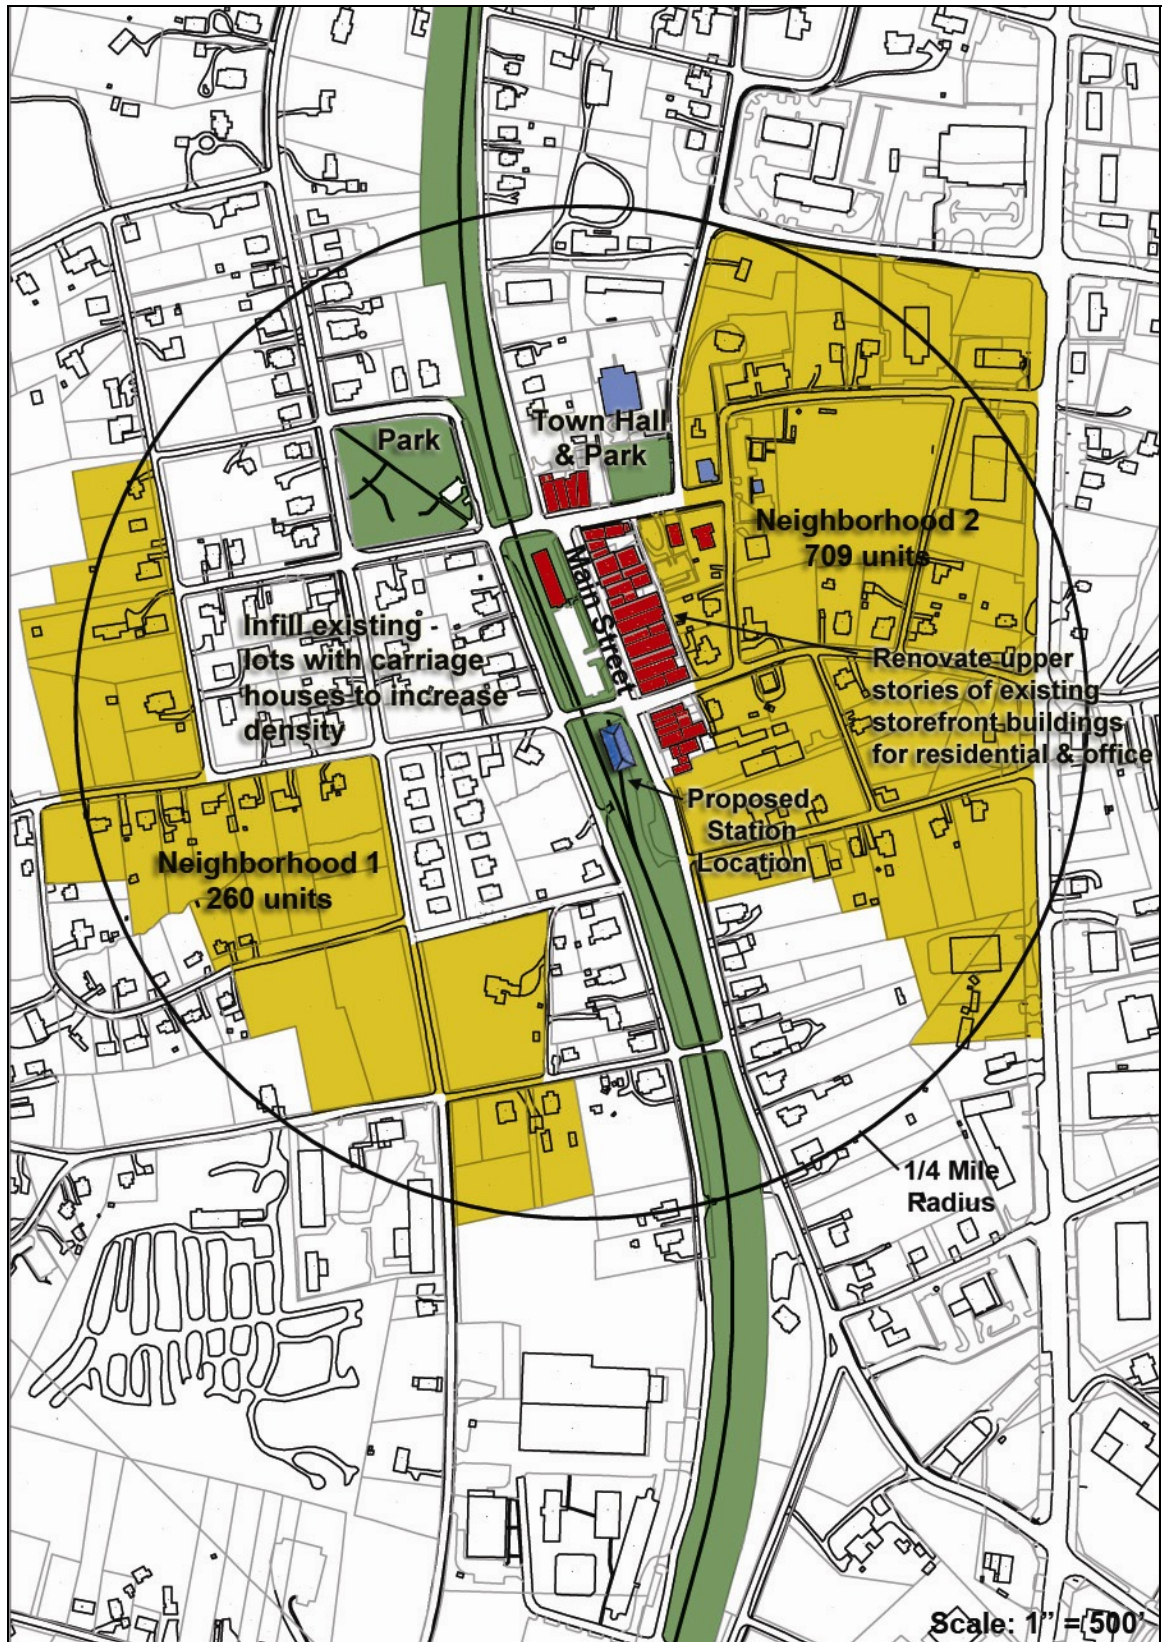 Park
Town Hall
& Park
Neighborhood 2
709 units
Main Street
Infill existing
lots with carriage
houses to increase
density
Renovate upper
stories of existing
storefront buildings
for residential & office
Proposed
Station
Location
Neighborhood 1
260 units
1/4 Mile
Radius
Scale: 1" = 500'